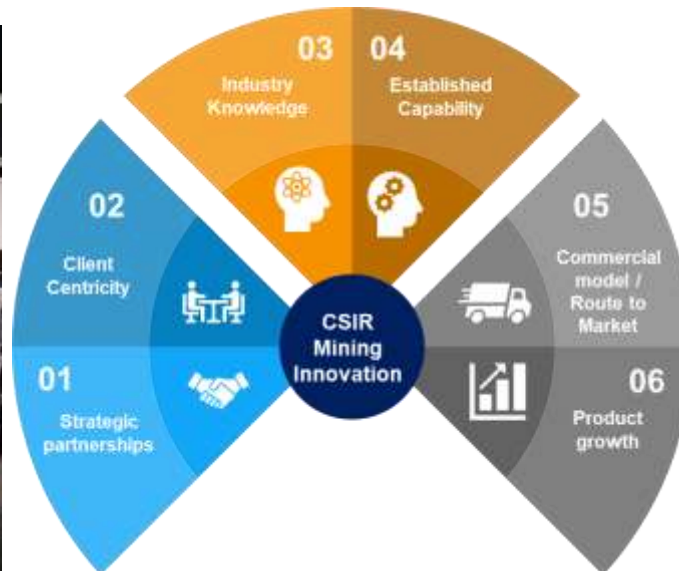 01
Strategic
partnerships
02
Client
Centricity
03
Industry
Knowledge
04
Established
Capability
05
Commercial
model /
Route to
Market
06
Product
growth
CSIR
Mining
Innovation